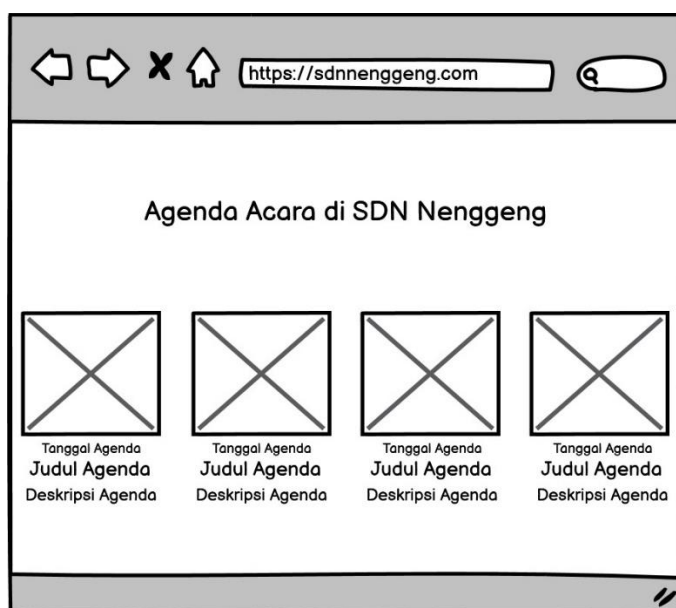 https://sdnnenggeng.com
Agenda Acara di SDN Nenggeng
Tanggal Agenda
Judul Agenda
Deskripsi Agenda
Tanggal Agenda
Judul Agenda
Deskripsi Agenda
Tanggal Agenda
Judul Agenda
Deskripsi Agenda
Tanggal Agenda
Judul Agenda
Deskripsi Agenda